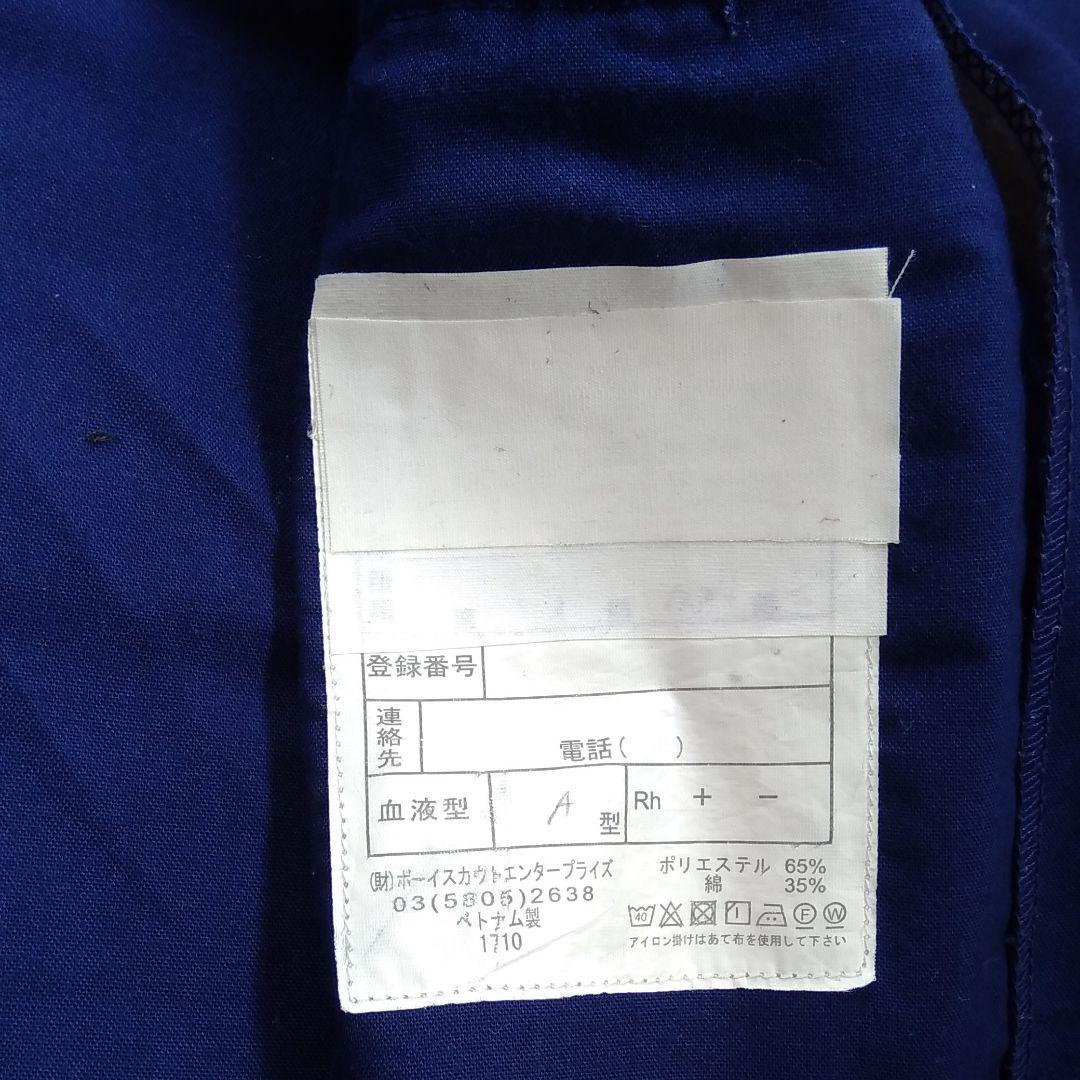 登録番号
連絡先
電話(　　)
血液型 A 型 Rh ＋ −
(財)ボーイスカウトエンタープライズ
03(5805)2638
ベトナム製
1710
ポリエステル 65%
綿 35%
40 F W
アイロン掛けはあて布を使用して下さい